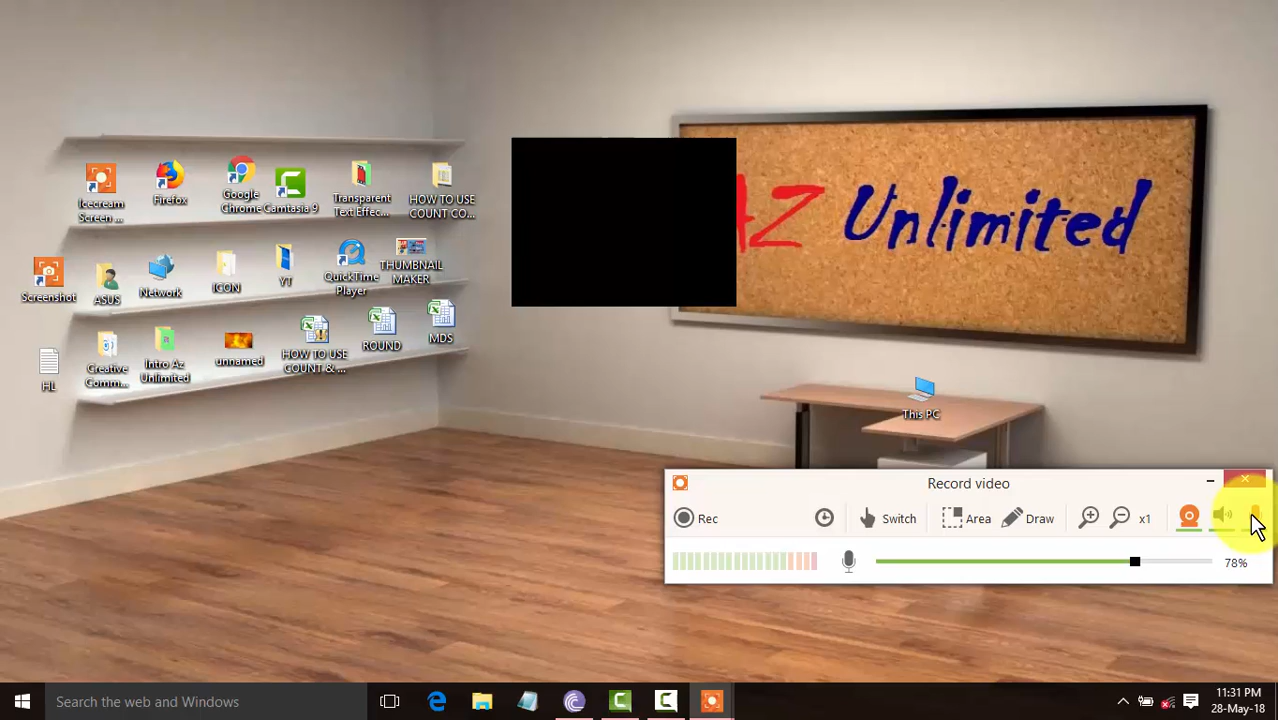 AZ Unlimited
Icecream
Screen ...
Firefox
Google
Chrome
Camtasia 9
Transparent
Text Effec...
HOW TO USE
COUNT CO...
Screenshot
ASUS
Network
ICON
YT
QuickTime
Player
THUMBNAIL
MAKER
HL
Creative
Comm...
Intro Az
Unlimited
unnamed
HOW TO USE
COUNT & ...
ROUND
MDS
This PC
Record video
Rec
Switch
Area
Draw
x1
78%
Search the web and Windows
11:31 PM
28-May-18